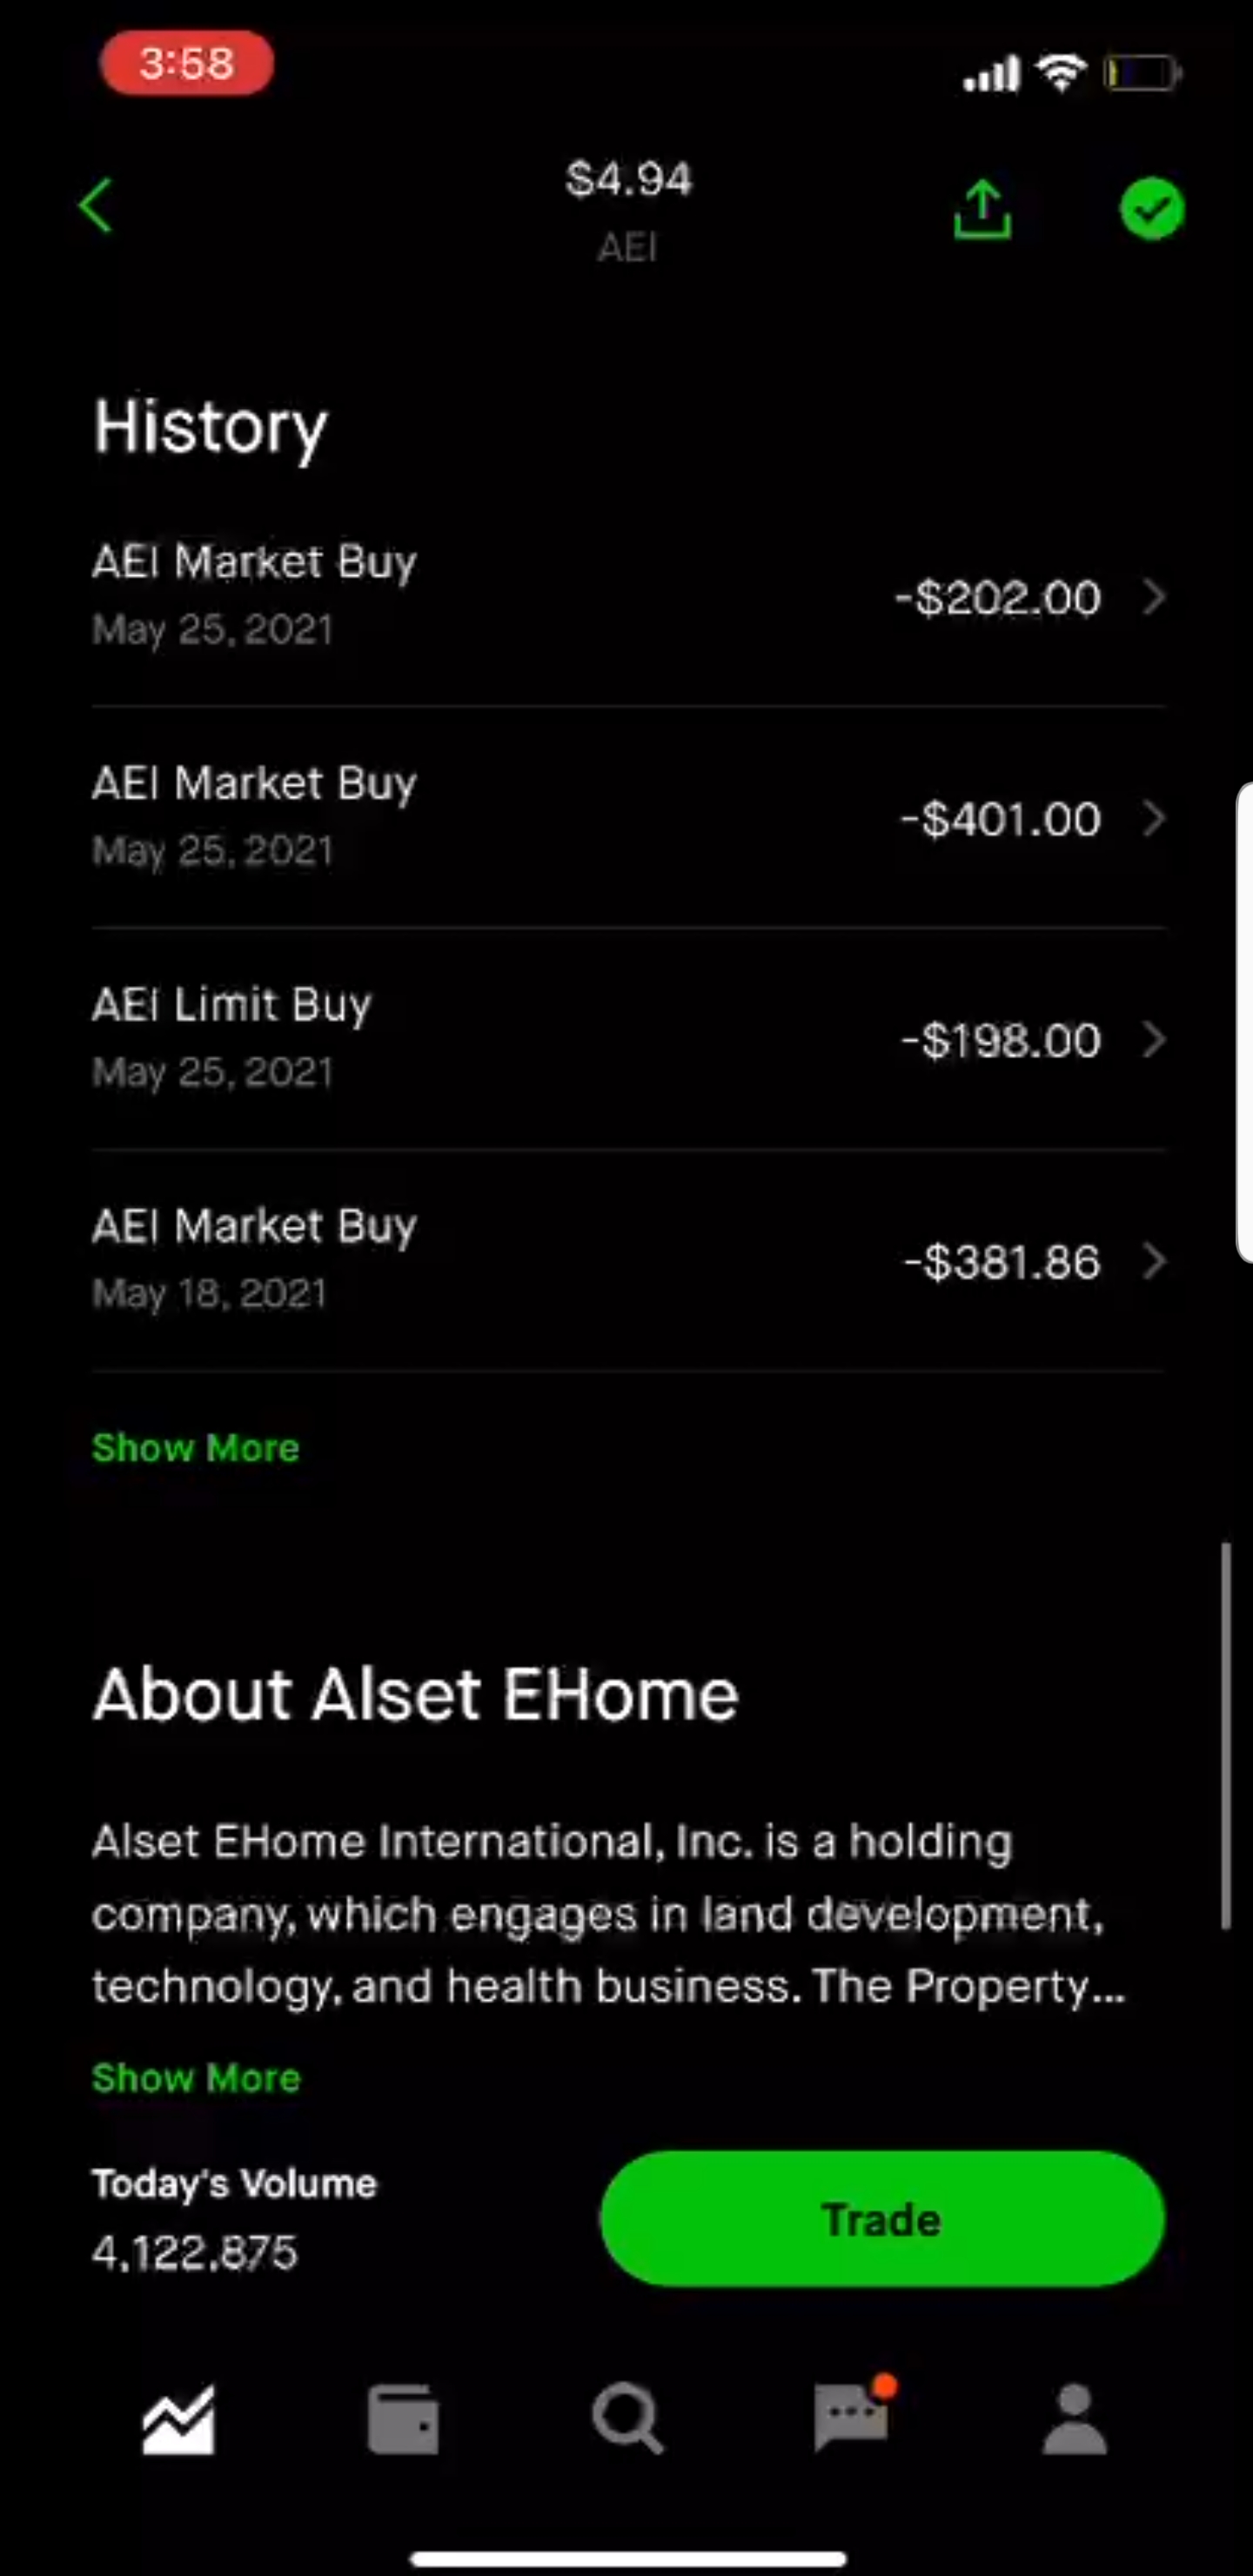 3:58
$4.94
AEI
History
AEI Market Buy
-$202.00
May 25, 2021
AEI Market Buy
-$401.00
May 25, 2021
AEI Limit Buy
-$198.00
May 25, 2021
AEI Market Buy
-$381.86
May 18, 2021
Show More
About Alset EHome
Alset EHome International, Inc. is a holding
company, which engages in land development,
technology, and health business. The Property...
Show More
Today's Volume
4,122,875
Trade